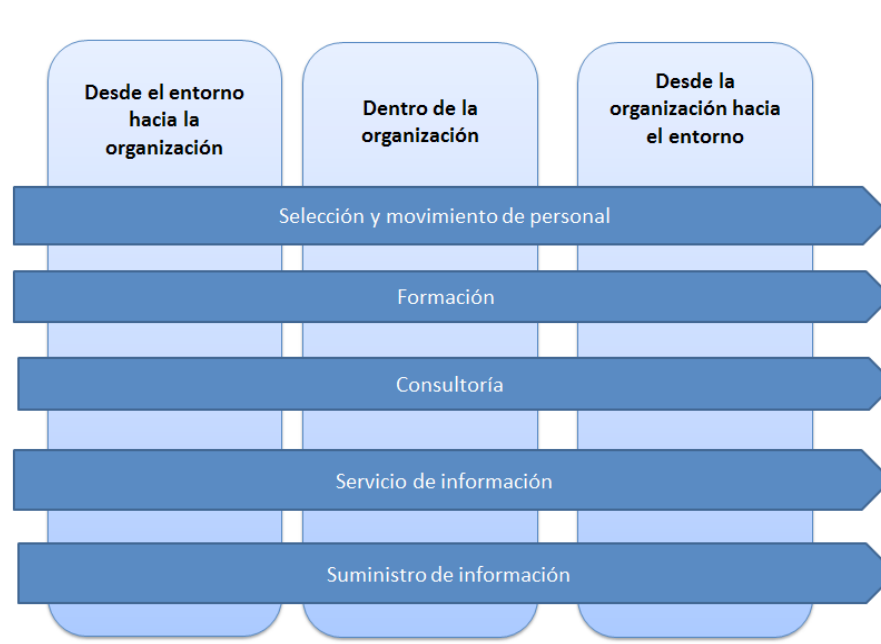 Desde el entorno
hacia la
organización
Dentro de la
organización
Desde la
organización hacia
el entorno
Selección y movimiento de personal
Formación
Consultoría
Servicio de información
Suministro de información